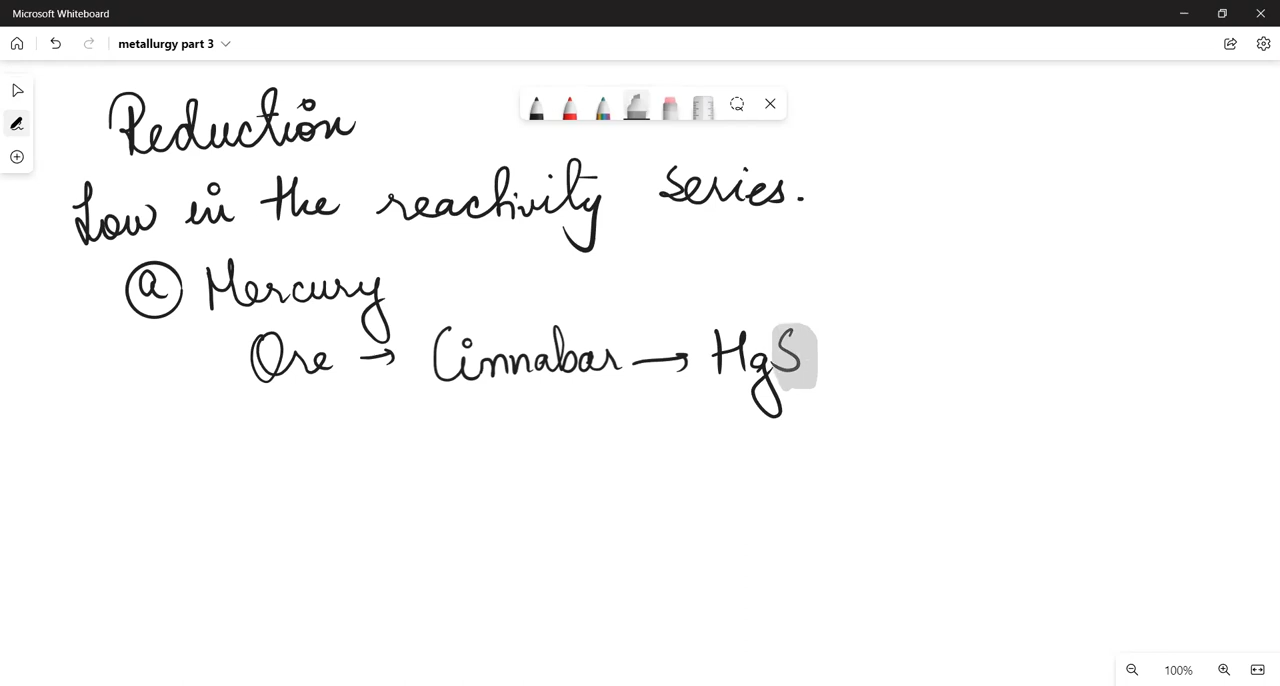 Microsoft Whiteboard
metallurgy part 3
Reduction
Low in the reactivity series.
a Mercury
Ore → Cinnabar → HgS
100%